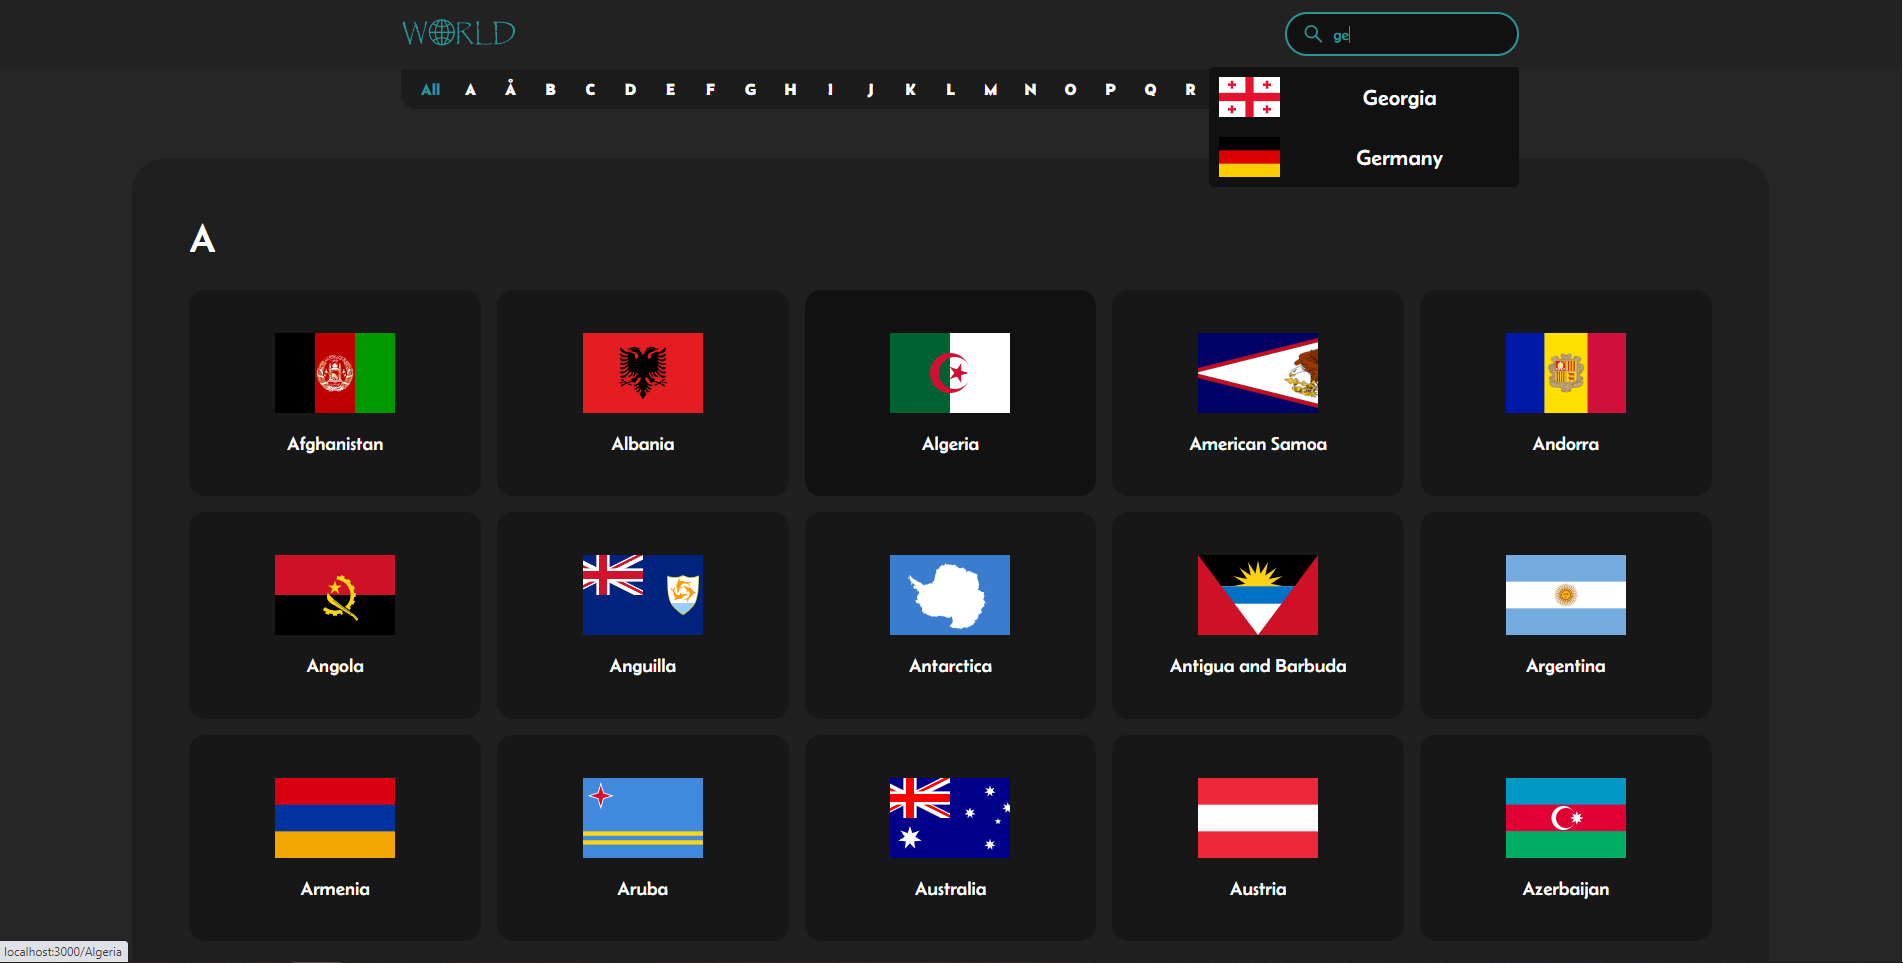 WORLD
ge
All A Å B C D E F G H I J K L M N O P Q R
Georgia
Germany
A
Afghanistan
Albania
Algeria
American Samoa
Andorra
Angola
Anguilla
Antarctica
Antigua and Barbuda
Argentina
Armenia
Aruba
Australia
Austria
Azerbaijan
localhost:3000/Algeria